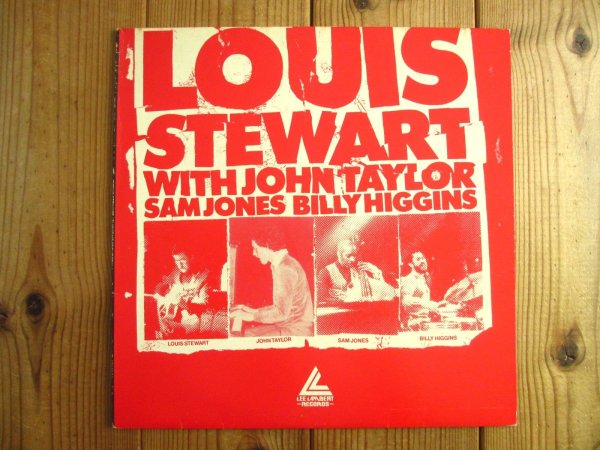 LOUIS
STEWART
WITH JOHN TAYLOR
SAM JONES BILLY HIGGINS
LOUIS STEWART JOHN TAYLOR SAM JONES BILLY HIGGINS
LEE LAMBERT
RECORDS